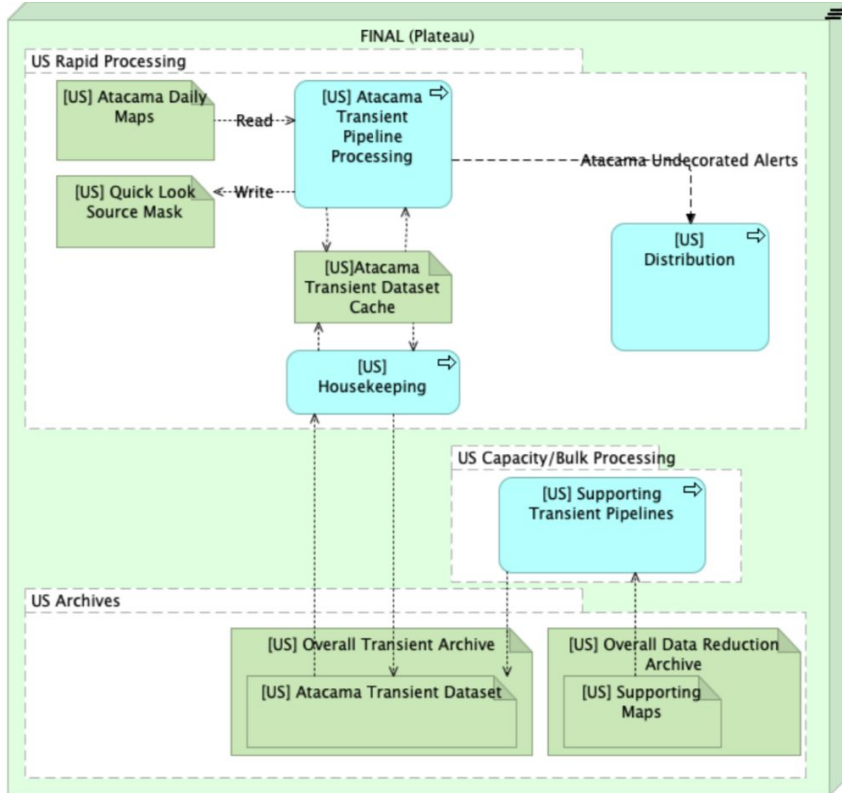 FINAL (Plateau)
US Rapid Processing
[US] Atacama Daily
Maps
Read
[US] Atacama
Transient
Pipeline
Processing
Atacama Undecorated Alerts
[US] Quick Look
Source Mask
Write
[US]
Distribution
[US]Atacama
Transient Dataset
Cache
[US]
Housekeeping
US Capacity/Bulk Processing
[US] Supporting
Transient Pipelines
US Archives
[US] Overall Transient Archive
[US] Atacama Transient Dataset
[US] Overall Data Reduction
Archive
[US] Supporting
Maps